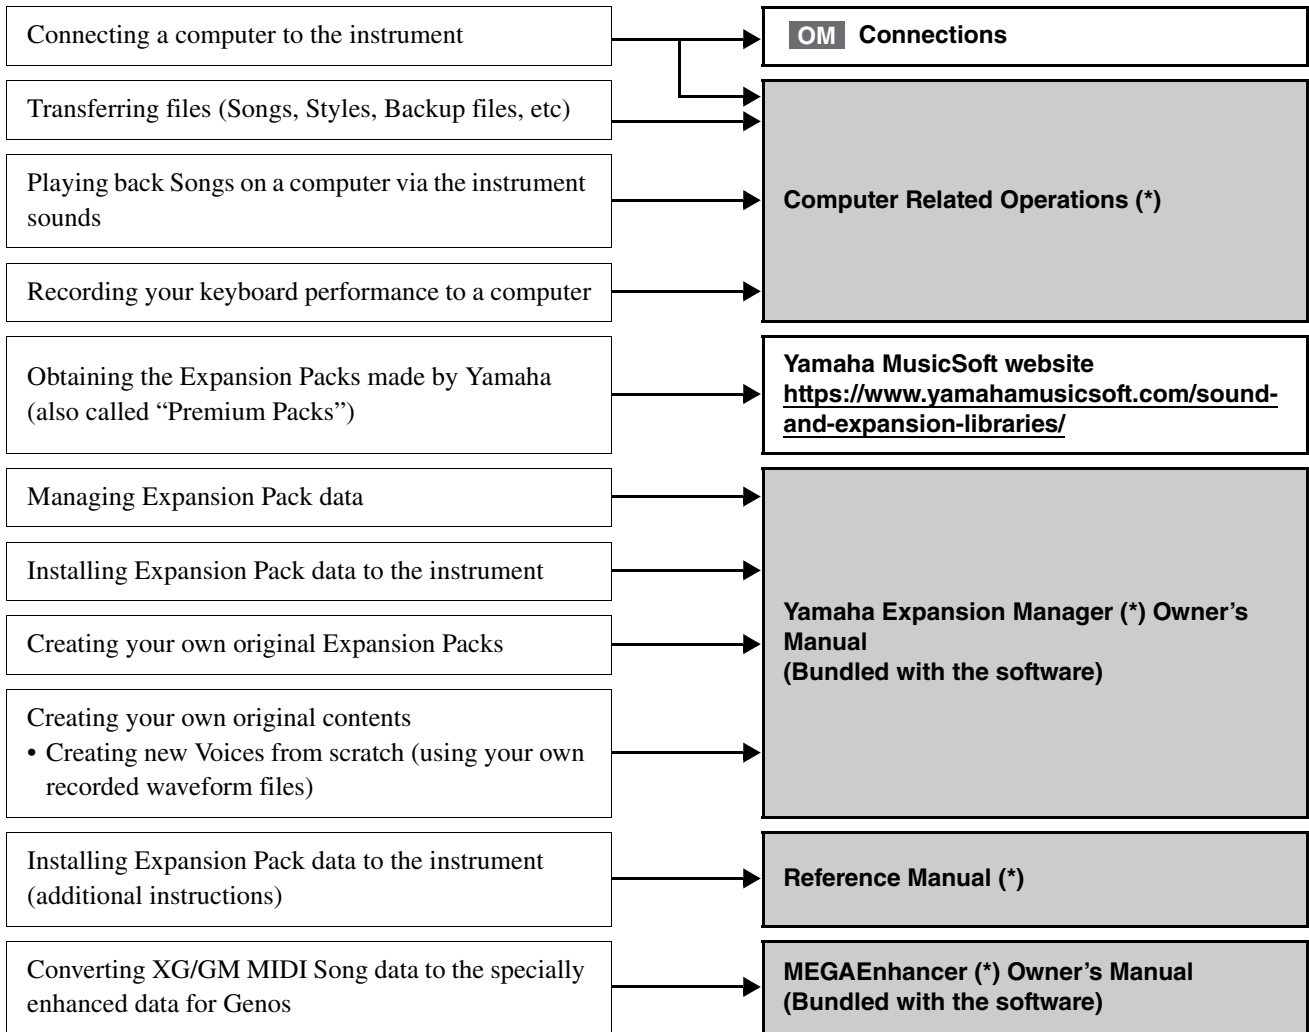 Connecting a computer to the instrument
OM Connections
Transferring files (Songs, Styles, Backup files, etc)
Playing back Songs on a computer via the instrument
sounds
Computer Related Operations (*)
Recording your keyboard performance to a computer
Obtaining the Expansion Packs made by Yamaha
(also called “Premium Packs”)
Yamaha MusicSoft website
https://www.yamahamusicsoft.com/sound-
and-expansion-libraries/
Managing Expansion Pack data
Installing Expansion Pack data to the instrument
Creating your own original Expansion Packs
Yamaha Expansion Manager (*) Owner’s
Manual
(Bundled with the software)
Creating your own original contents
• Creating new Voices from scratch (using your own
recorded waveform files)
Installing Expansion Pack data to the instrument
(additional instructions)
Reference Manual (*)
Converting XG/GM MIDI Song data to the specially
enhanced data for Genos
MEGAEnhancer (*) Owner’s Manual
(Bundled with the software)